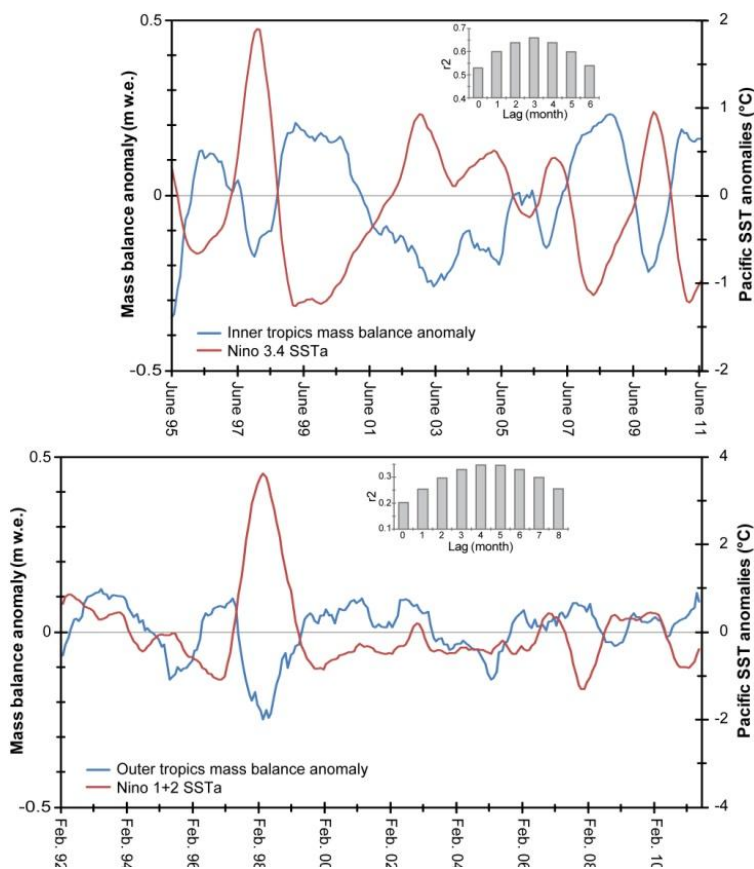 0.5
0
-0.5
Mass balance anomaly (m w.e.)
2
1
0
-1
-2
Pacific SST anomalies (°C)
0.7
0.6
0.5
0.4
r2
0 1 2 3 4 5 6
Lag (month)
Inner tropics mass balance anomaly
Nino 3.4 SSTa
June 95
June 97
June 99
June 01
June 03
June 05
June 07
June 09
June 11
0.5
0
-0.5
Mass balance anomaly (m w.e.)
4
2
0
-2
-4
Pacific SST anomalies (°C)
0.3
0.2
0.1
r2
0 1 2 3 4 5 6 7 8
Lag (month)
Outer tropics mass balance anomaly
Nino 1+2 SSTa
Feb. 92
Feb. 94
Feb. 96
Feb. 98
Feb. 00
Feb. 02
Feb. 04
Feb. 06
Feb. 08
Feb. 10